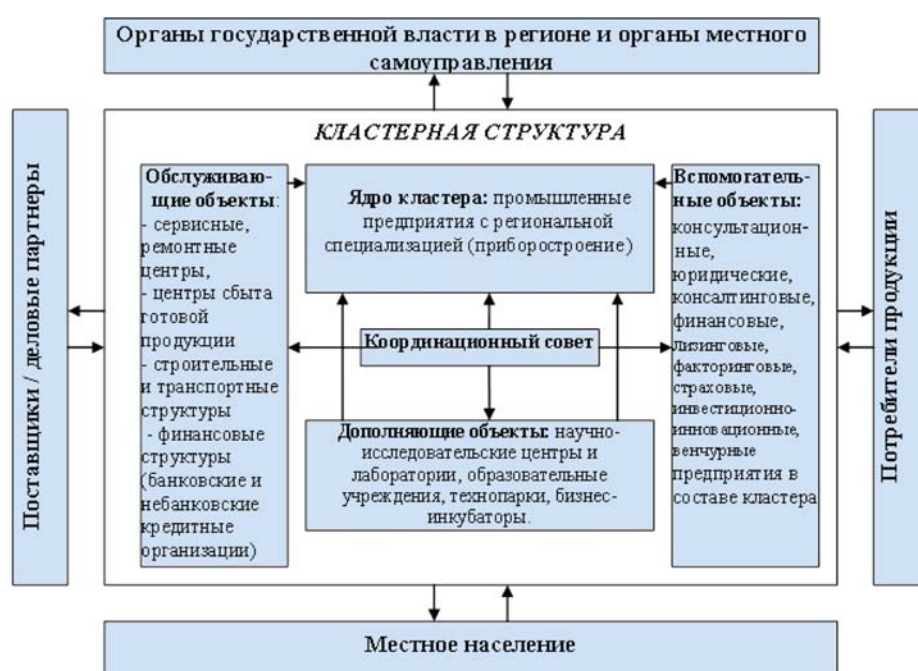 Органы государственной власти в регионе и органы местного
самоуправления
Поставщики / деловые партнеры
КЛАСТЕРНАЯ СТРУКТУРА
Обслуживаю-
щие объекты:
- сервисные,
ремонтные
центры,
- центры сбыта
готовой
продукции
- строительные
и транспортные
структуры
- финансовые
структуры
(банковские и
небанковские
кредитные
организации)
Ядро кластера: промышленные
предприятия с региональной
специализацией (приборостроение)
Координационный совет
Дополняющие объекты: научно-
исследовательские центры и
лаборатории, образовательные
учреждения, технопарки, бизнес-
инкубаторы.
Вспомогатель-
ные объекты:
консультацион-
ные,
юридические,
консалтинговые,
финансовые,
лизинговые,
факторинговые,
страховые,
инвестиционно-
инновационные,
венчурные
предприятия в
составе кластера
Потребители продукции
Местное население